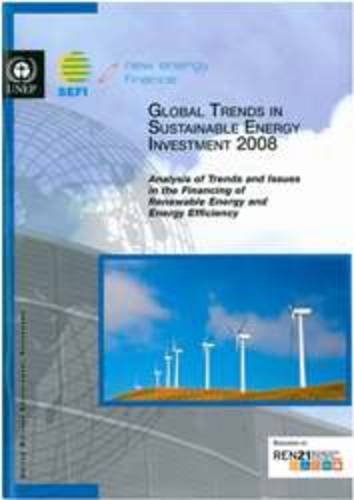 new energy
finance
UNEP
SEFI
GLOBAL TRENDS IN
SUSTAINABLE ENERGY
INVESTMENT 2008
Analysis of Trends and Issues
in the Financing of
Renewable Energy and
Energy Efficiency
REN21